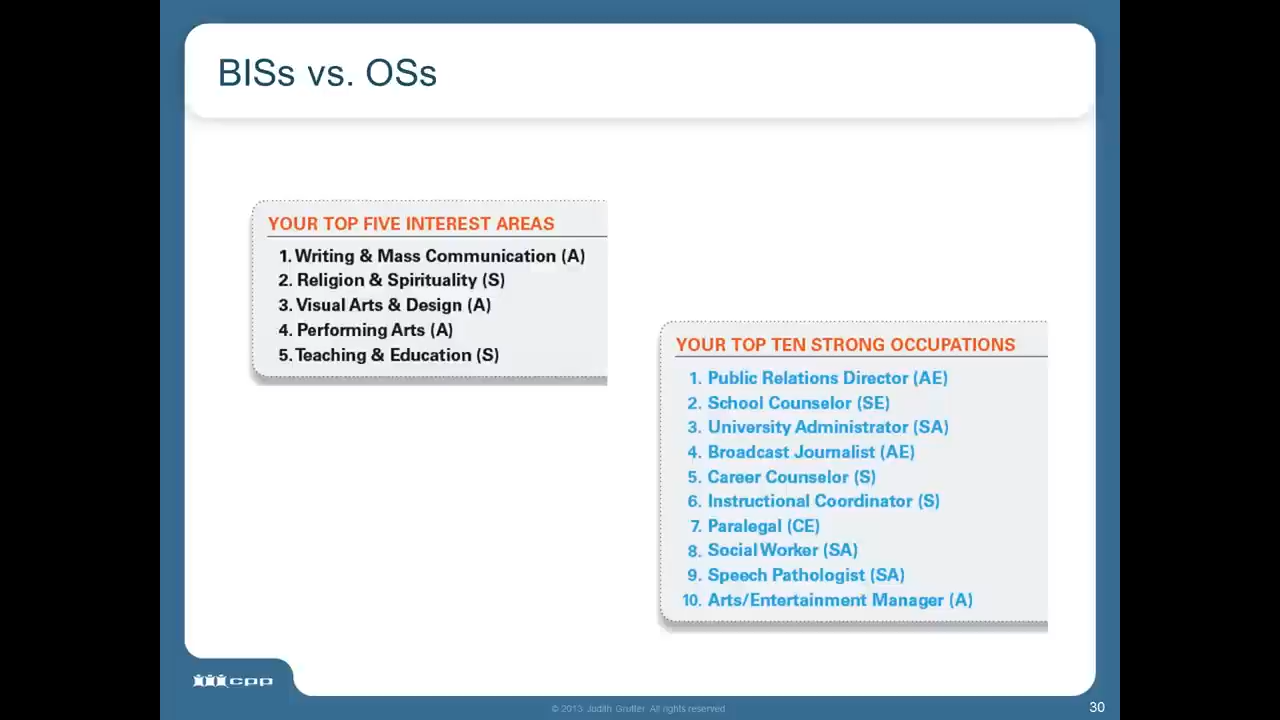 BISs vs. OSs
YOUR TOP FIVE INTEREST AREAS
1. Writing & Mass Communication (A)
2. Religion & Spirituality (S)
3. Visual Arts & Design (A)
4. Performing Arts (A)
5. Teaching & Education (S)
YOUR TOP TEN STRONG OCCUPATIONS
1. Public Relations Director (AE)
2. School Counselor (SE)
3. University Administrator (SA)
4. Broadcast Journalist (AE)
5. Career Counselor (S)
6. Instructional Coordinator (S)
7. Paralegal (CE)
8. Social Worker (SA)
9. Speech Pathologist (SA)
10. Arts/Entertainment Manager (A)
cpp
© 2013 Judith Grutter All rights reserved
30